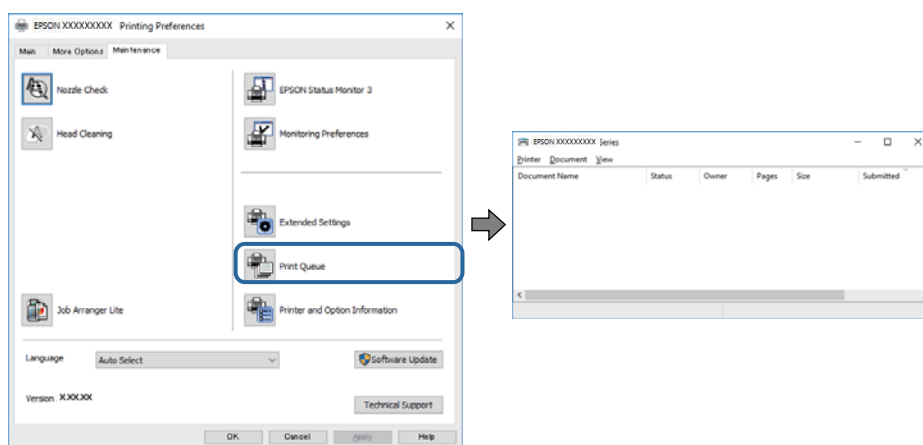 EPSON XXXXXXXXX Printing Preferences
Main More Options Maintenance
Nozzle Check
EPSON Status Monitor 3
Head Cleaning
Monitoring Preferences
Extended Settings
Print Queue
Job Arranger Lite
Printer and Option Information
Language Auto Select Software Update
Version X.XX.XX
Technical Support
OK Cancel Apply Help
EPSON XXXXXXXXX Series
Printer Document View
Document Name Status Owner Pages Size Submitted